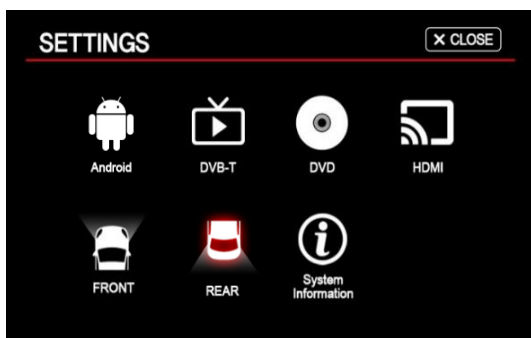 SETTINGS
X CLOSE
Android
DVB-T
DVD
HDMI
FRONT
REAR
System
Information